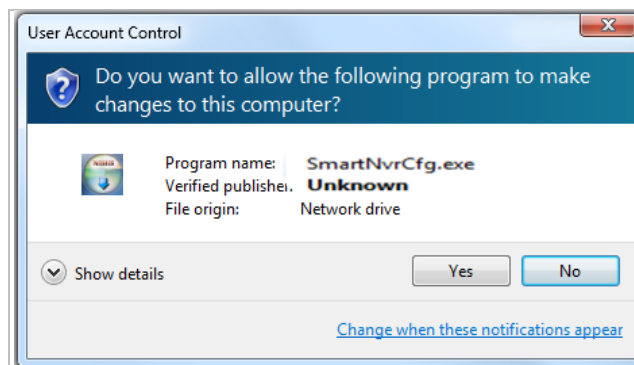 User Account Control
Do you want to allow the following program to make
changes to this computer?
Program name: SmartNvrCfg.exe
Verified publisher. Unknown
File origin: Network drive
Show details
Yes
No
Change when these notifications appear